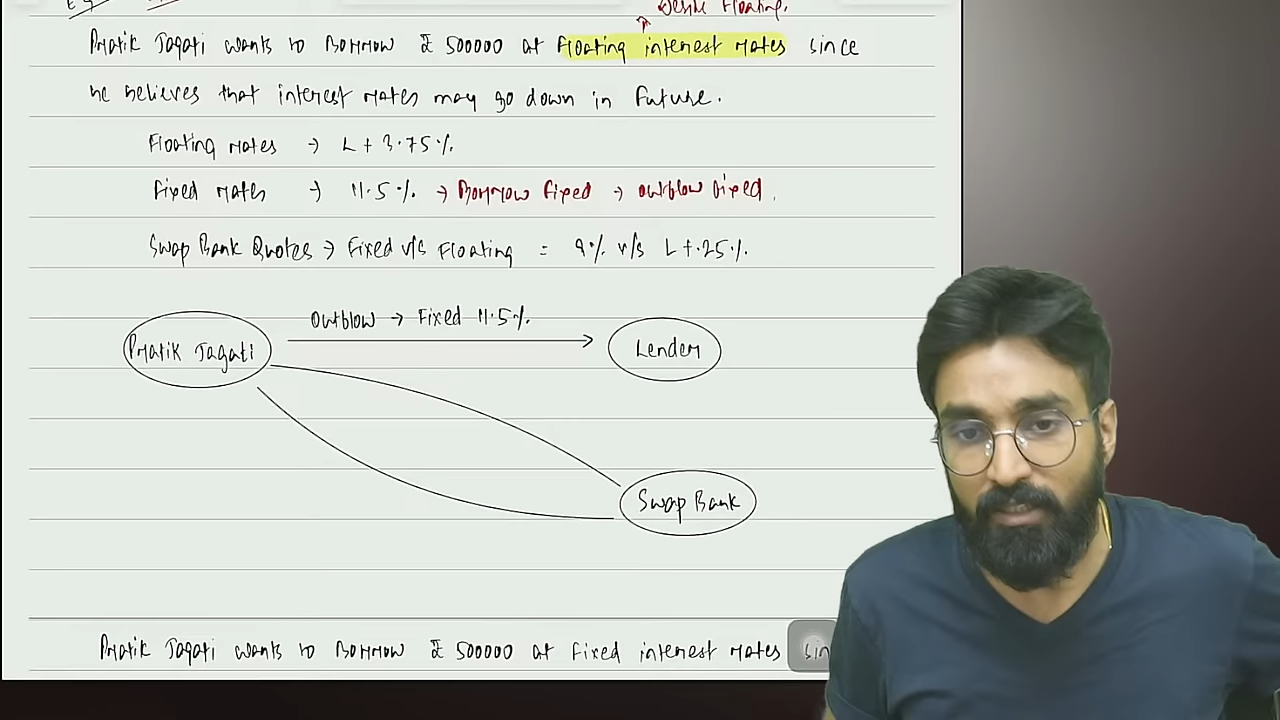 Desire Floating.
Pratik Jagati wants to Borrow ₹ 500000 at Floating interest rates since
he believes that interest rates may go down in Future.
Floating rates → L + 3.75%.
Fixed rates → 11.5% → Borrow fixed → outflow fixed.
Swap Bank Quotes → Fixed v/s Floating = 9% v/s L+.25%.
Outflow → Fixed 11.5%.
Pratik Jagati
Lender
Swap Bank
Pratik Jagati wants to Borrow ₹ 500000 at fixed interest rates sin